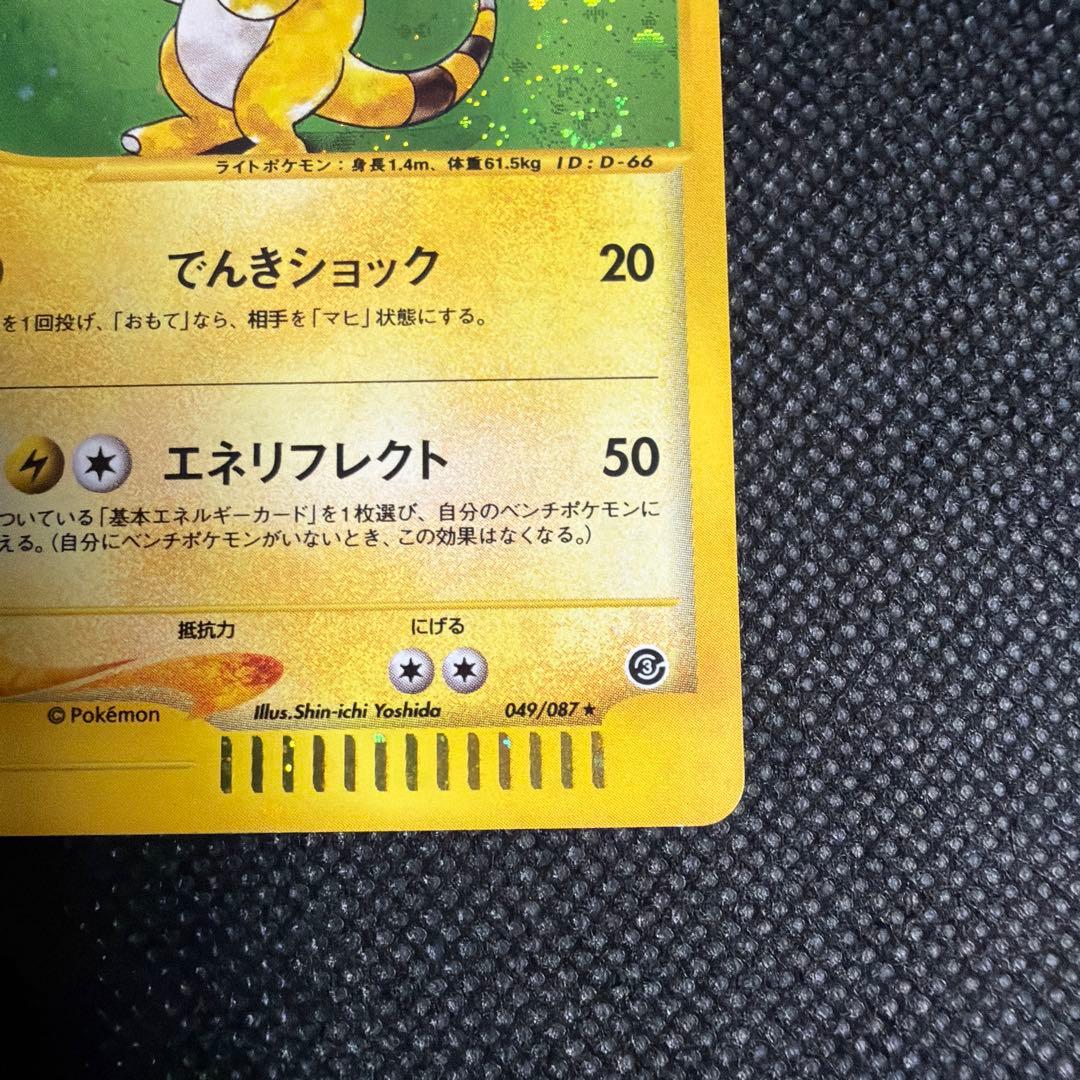 ライトポケモン：身長1.4m、体重61.5kg ID:D-66
でんきショック 20
を1回投げ、「おもて」なら、相手を「マヒ」状態にする。
エネリフレクト 50
ついている「基本エネルギーカード」を1枚選び、自分のベンチポケモンに
える。（自分にベンチポケモンがいないとき、この効果はなくなる。）
抵抗力 にげる
3
©Pokémon Illus.Shin-ichi Yoshida 049/087★